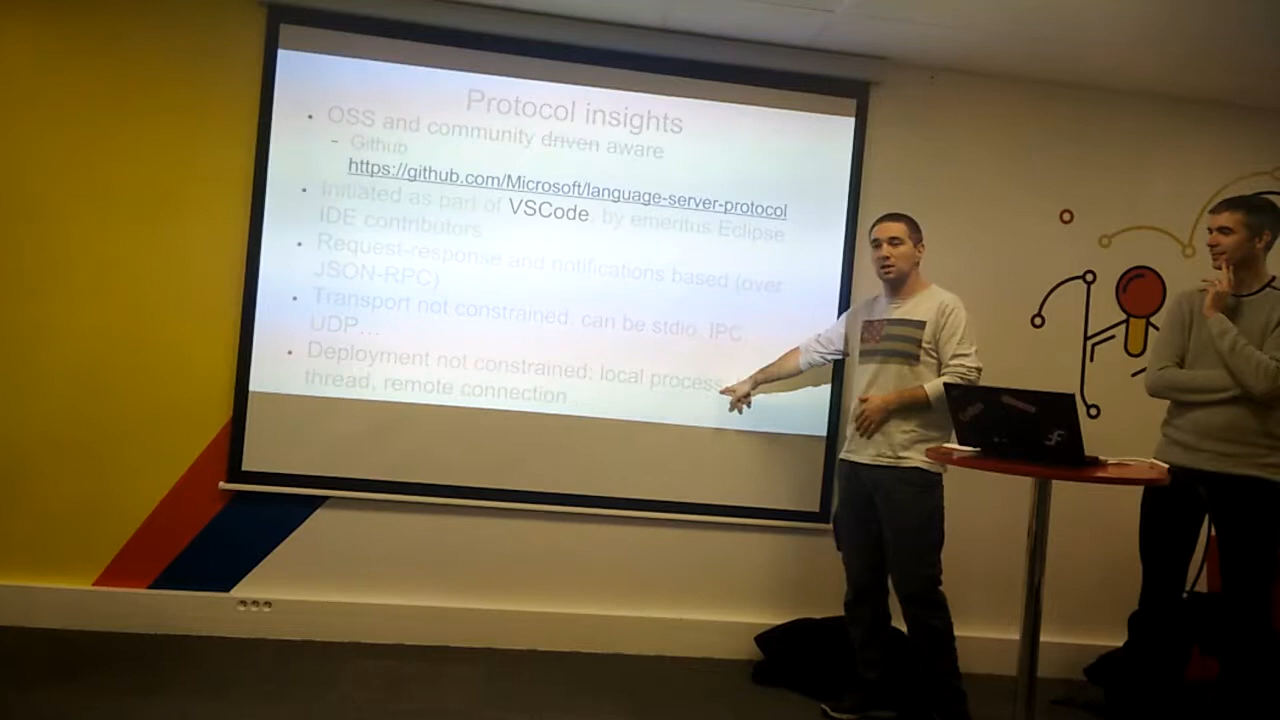 Protocol insights
• OSS and community driven aware
– Github
https://github.com/Microsoft/language-server-protocol
• Initiated as part of VSCode, by emeritus Eclipse
IDE contributors
• Request-response and notifications based (over
JSON-RPC)
• Transport not constrained: can be stdio, IPC,
UDP...
• Deployment not constrained: local process,
thread, remote connection